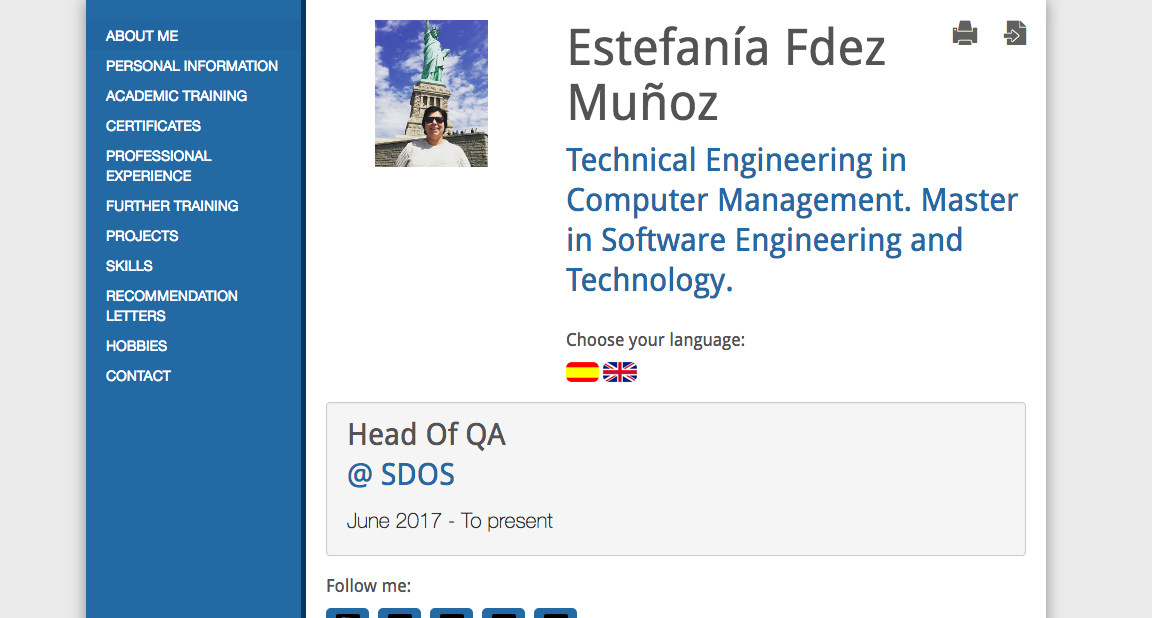 ABOUT ME
PERSONAL INFORMATION
ACADEMIC TRAINING
CERTIFICATES
PROFESSIONAL
EXPERIENCE
FURTHER TRAINING
PROJECTS
SKILLS
RECOMMENDATION
LETTERS
HOBBIES
CONTACT
Estefanía Fdez
Muñoz
Technical Engineering in
Computer Management. Master
in Software Engineering and
Technology.
Choose your language:
Head Of QA
@ SDOS
June 2017 - To present
Follow me: